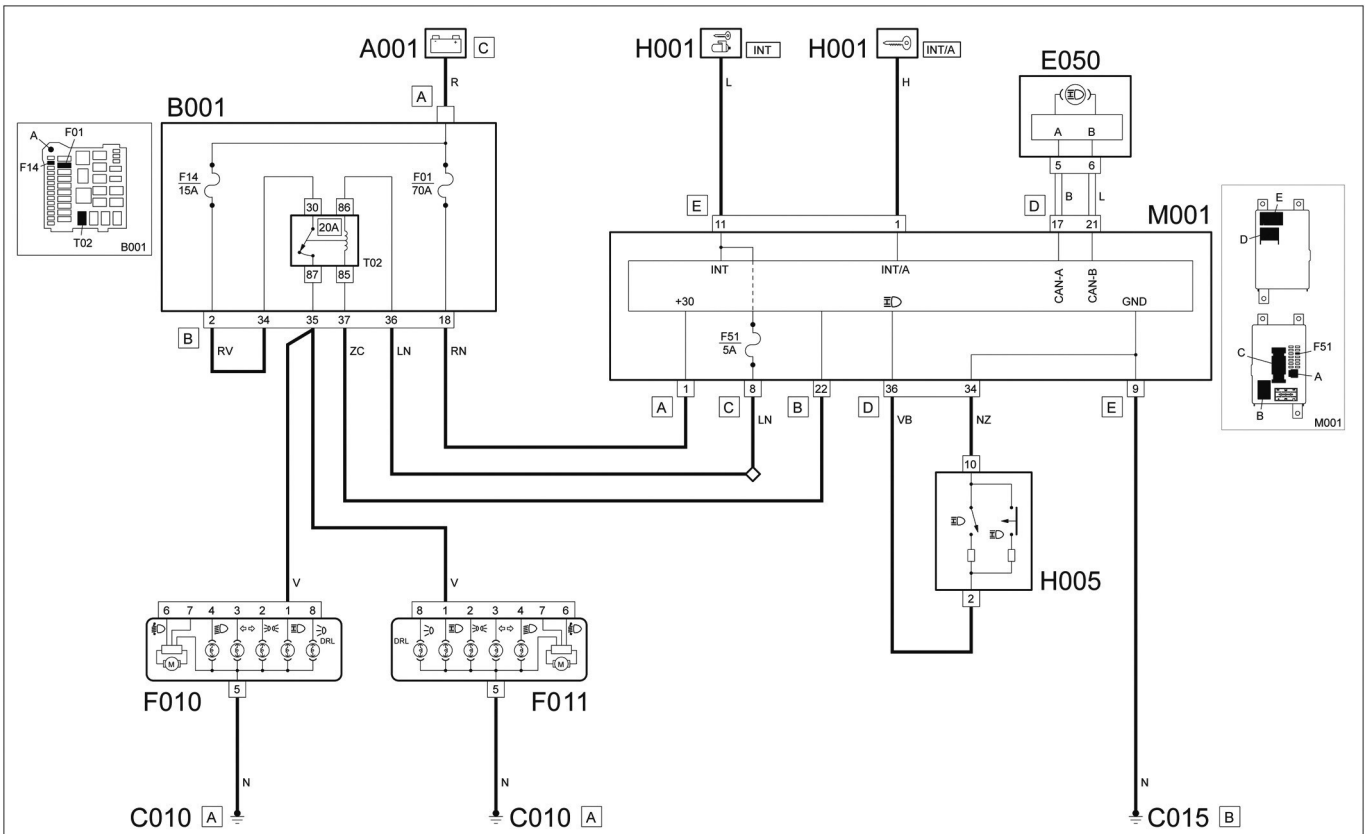 A001 C
H001 INT
H001 INT/A
E050
R
L
H
A
B001
A B
5 6
A F01
F14
T02
B001
F14
15A
F01
70A
30 86
20A
T02
87 85
B
2 34 35 37 36 18
RV ZC LN RN
E
11 1
D
B L
17 21
M001
INT INT/A CAN-A CAN-B
+30 GND
F51
5A
A 1
C 8
B 22
D 36 34
E 9
LN VB NZ
E
D
F51
C A
B
M001
10
H005
2
V
V
6 7 4 3 2 1 8
DRL
M
5
F010
8 1 2 3 4 7 6
DRL
M
5
F011
N
N
N
C010 A
C010 A
C015 B